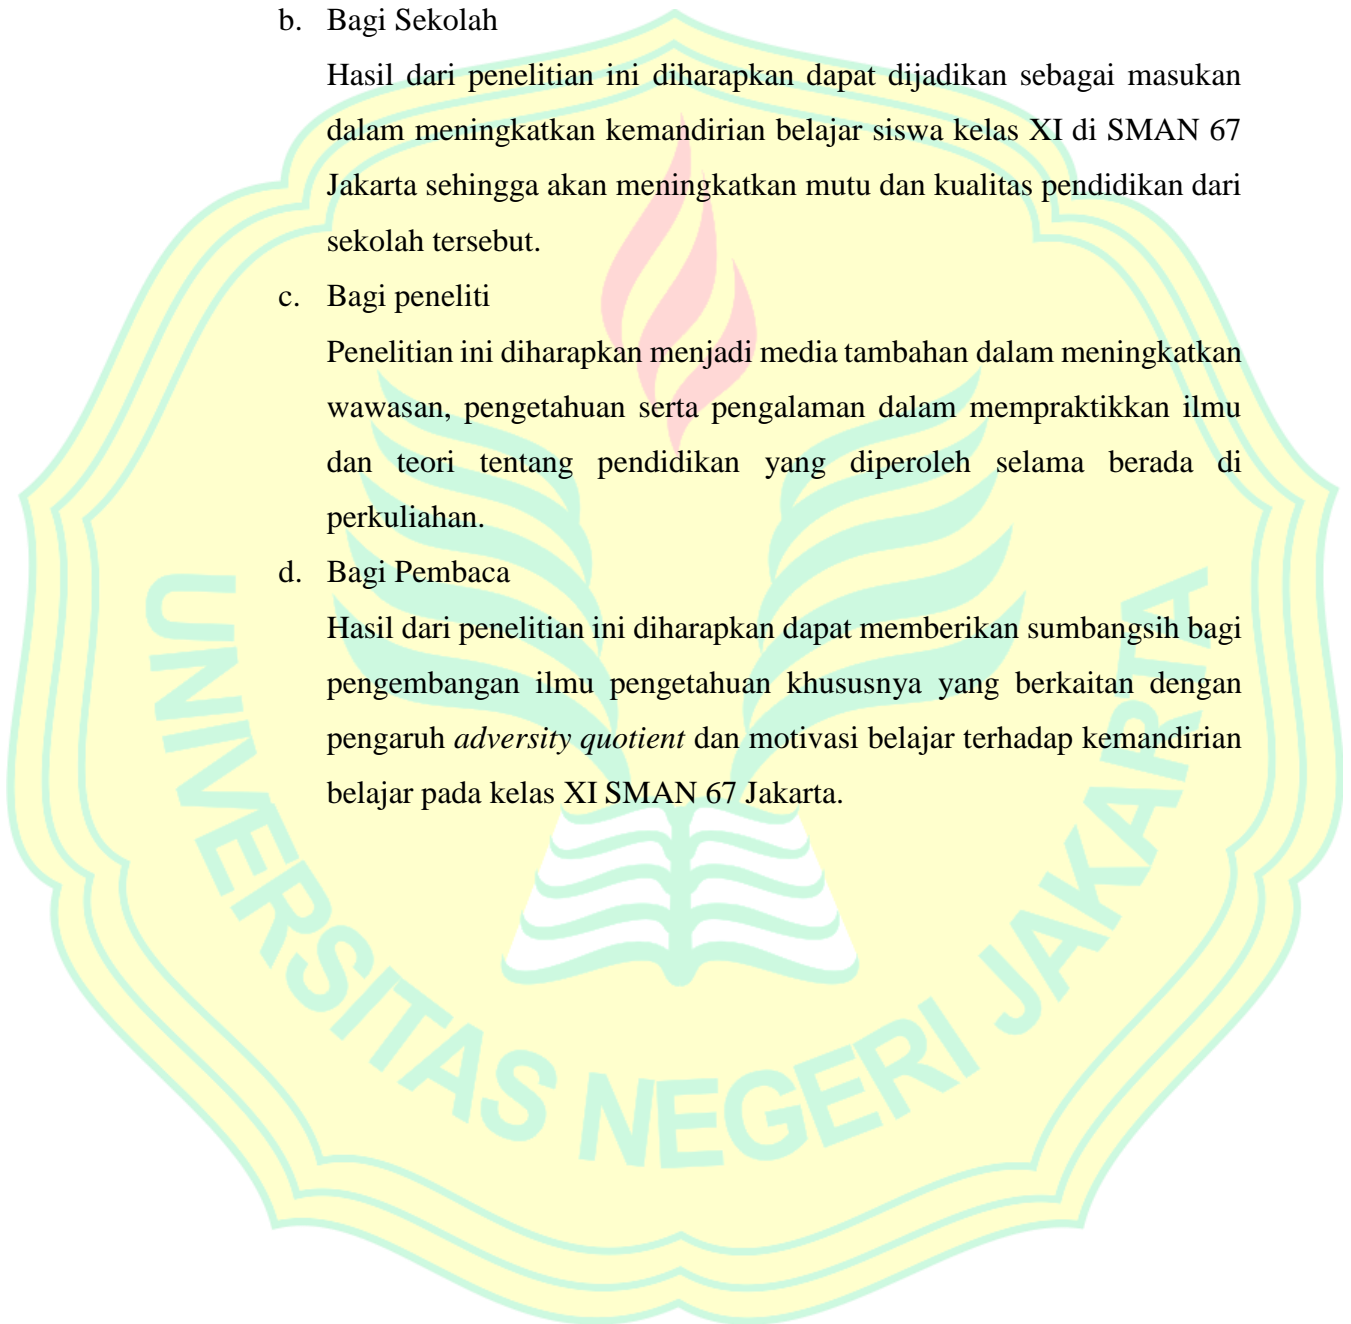 b. Bagi Sekolah
Hasil dari penelitian ini diharapkan dapat dijadikan sebagai masukan
dalam meningkatkan kemandirian belajar siswa kelas XI di SMAN 67
Jakarta sehingga akan meningkatkan mutu dan kualitas pendidikan dari
sekolah tersebut.
c. Bagi peneliti
Penelitian ini diharapkan menjadi media tambahan dalam meningkatkan
wawasan, pengetahuan serta pengalaman dalam mempraktikkan ilmu
dan teori tentang pendidikan yang diperoleh selama berada di
perkuliahan.
d. Bagi Pembaca
Hasil dari penelitian ini diharapkan dapat memberikan sumbangsih bagi
pengembangan ilmu pengetahuan khususnya yang berkaitan dengan
pengaruh adversity quotient dan motivasi belajar terhadap kemandirian
belajar pada kelas XI SMAN 67 Jakarta.
UNIVERSITAS NEGERI JAKARTA